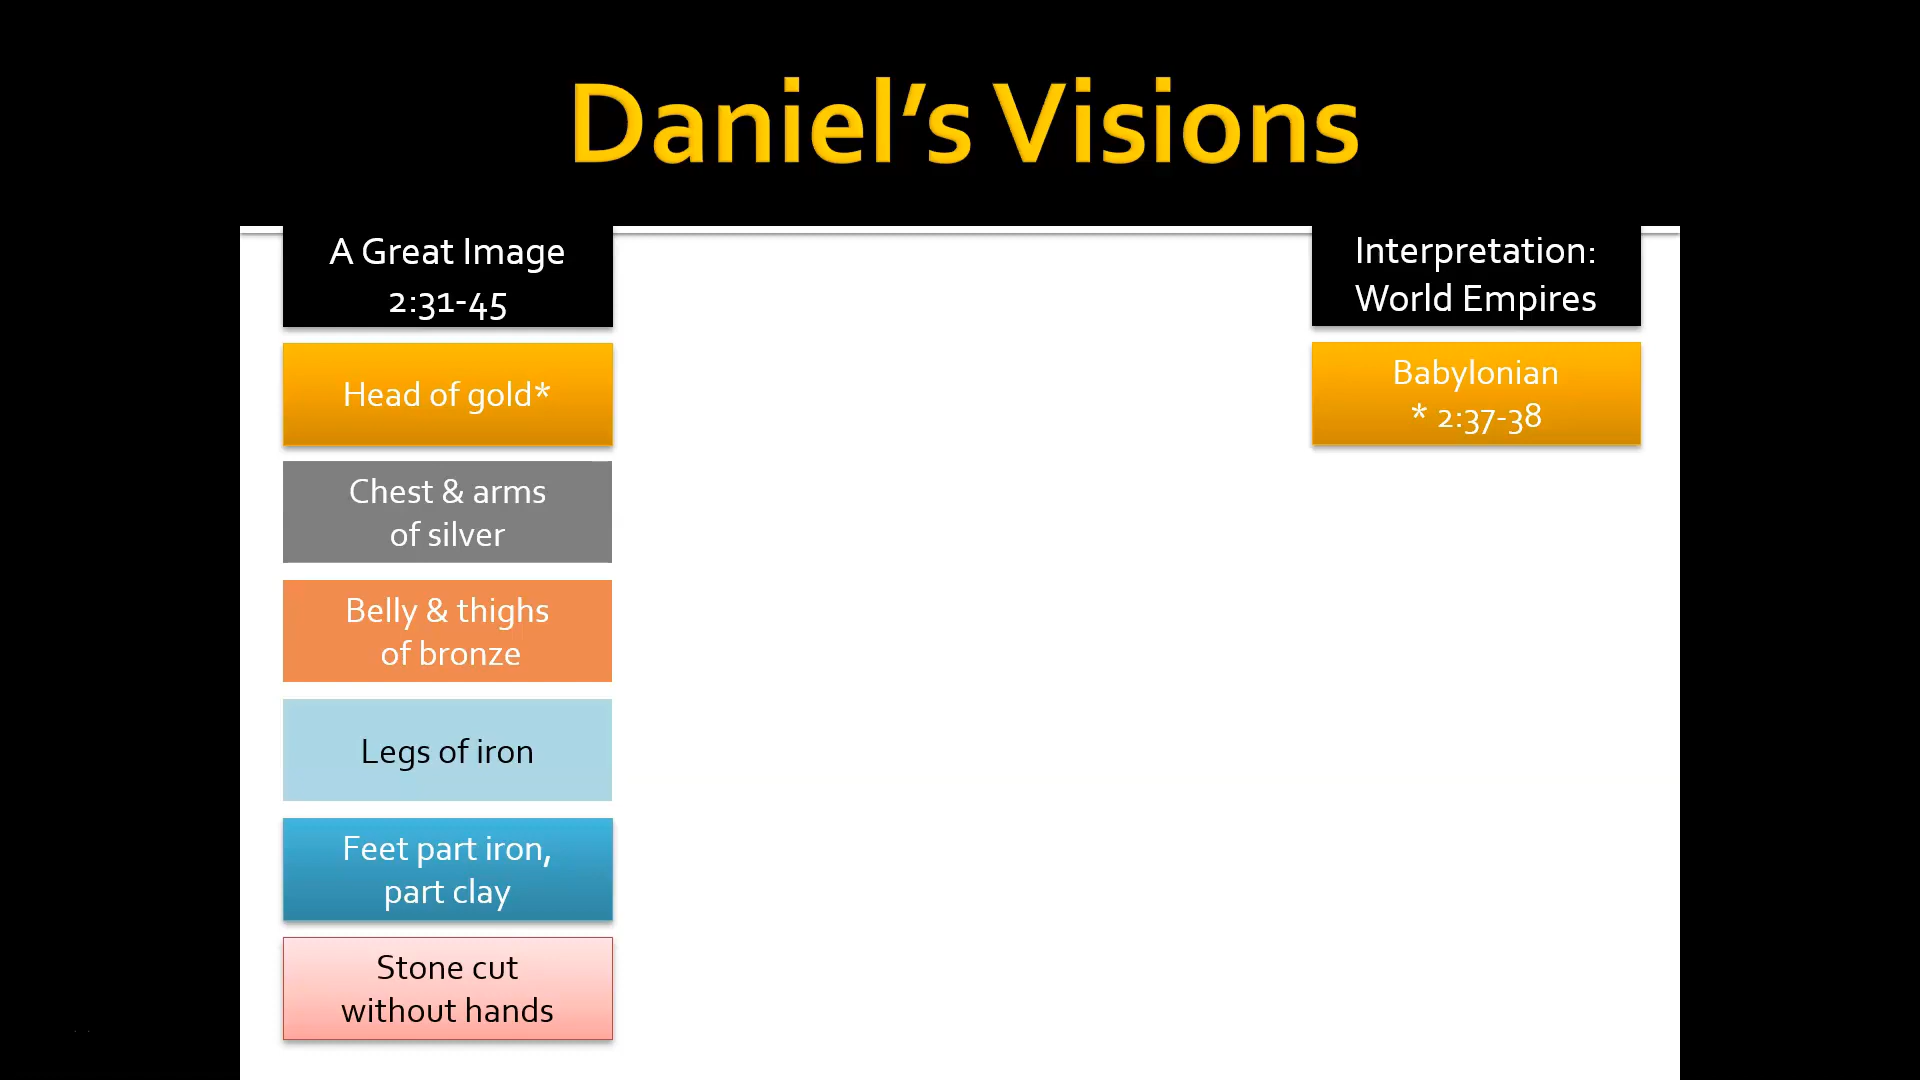 Daniel’s Visions
A Great Image
2:31-45
Interpretation:
World Empires
Head of gold*
Babylonian
* 2:37-38
Chest & arms
of silver
Belly & thighs
of bronze
Legs of iron
Feet part iron,
part clay
Stone cut
without hands